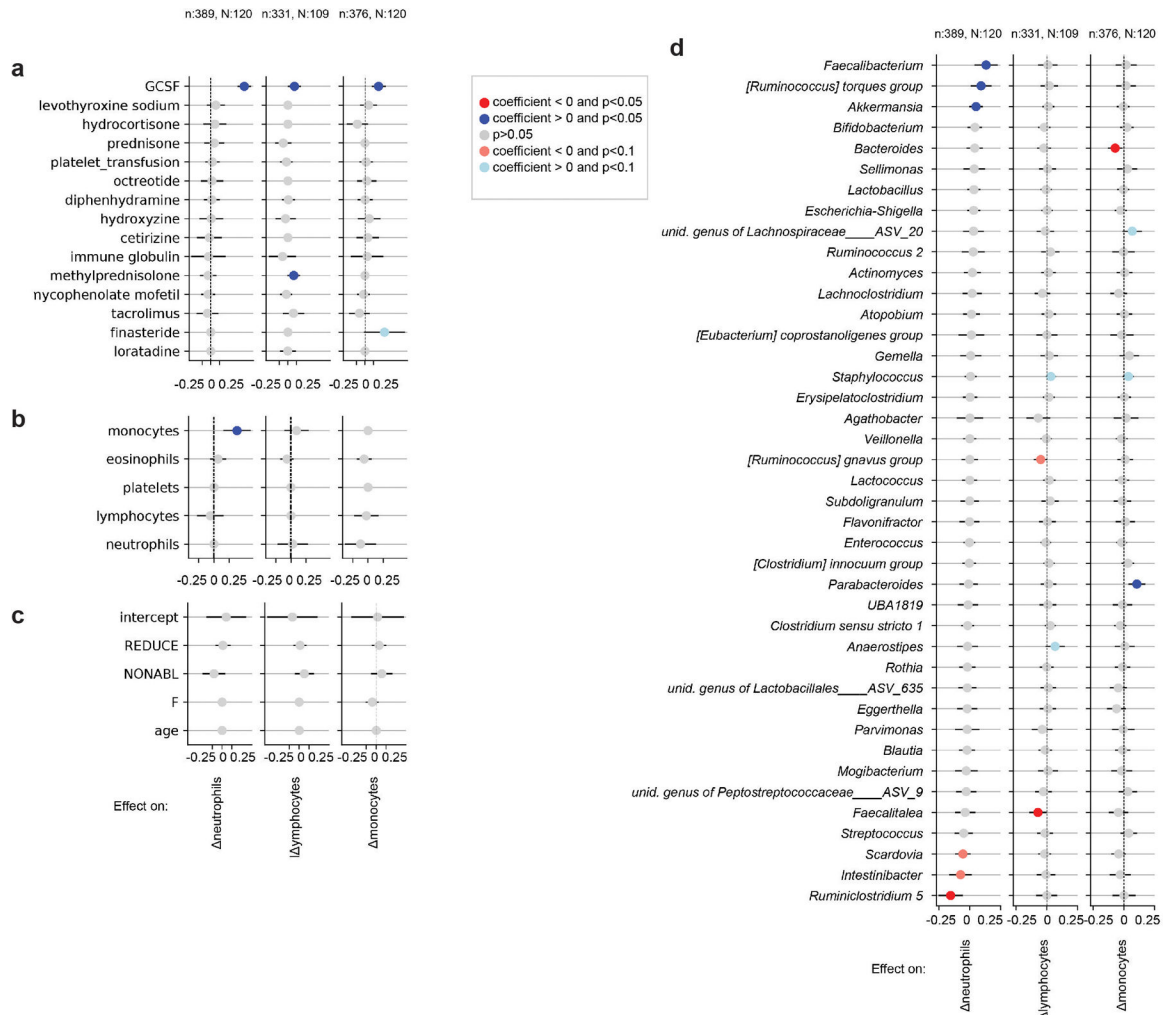 n:389, N:120 n:331, N:109 n:376, N:120
a
GCSF
levothyroxine sodium
hydrocortisone
prednisone
platelet_transfusion
octreotide
diphenhydramine
hydroxyzine
cetirizine
immune globulin
methylprednisolone
nycophenolate mofetil
tacrolimus
finasteride
loratadine
-0.25 0 0.25 -0.25 0 0.25 -0.25 0 0.25
b
monocytes
eosinophils
platelets
lymphocytes
neutrophils
-0.25 0 0.25 -0.25 0 0.25 -0.25 0 0.25
c
intercept
REDUCE
NONABL
F
age
-0.25 0 0.25 -0.25 0 0.25 -0.25 0 0.25
Effect on:
Δneutrophils
lΔymphocytes
Δmonocytes
coefficient < 0 and p<0.05
coefficient > 0 and p<0.05
p>0.05
coefficient < 0 and p<0.1
coefficient > 0 and p<0.1
d
n:389, N:120 n:331, N:109 n:376, N:120
Faecalibacterium
[Ruminococcus] torques group
Akkermansia
Bifidobacterium
Bacteroides
Sellimonas
Lactobacillus
Escherichia-Shigella
unid. genus of Lachnospiraceae____ASV_20
Ruminococcus 2
Actinomyces
Lachnoclostridium
Atopobium
[Eubacterium] coprostanoligenes group
Gemella
Staphylococcus
Erysipelatoclostridium
Agathobacter
Veillonella
[Ruminococcus] gnavus group
Lactococcus
Subdoligranulum
Flavonifractor
Enterococcus
[Clostridium] innocuum group
Parabacteroides
UBA1819
Clostridium sensu stricto 1
Anaerostipes
Rothia
unid. genus of Lactobacillales____ASV_635
Eggerthella
Parvimonas
Blautia
Mogibacterium
unid. genus of Peptostreptococcaceae____ASV_9
Faecalitalea
Streptococcus
Scardovia
Intestinibacter
Ruminiclostridium 5
-0.25 0 0.25 -0.25 0 0.25 -0.25 0 0.25
Effect on:
Δneutrophils
Δlymphocytes
Δmonocytes